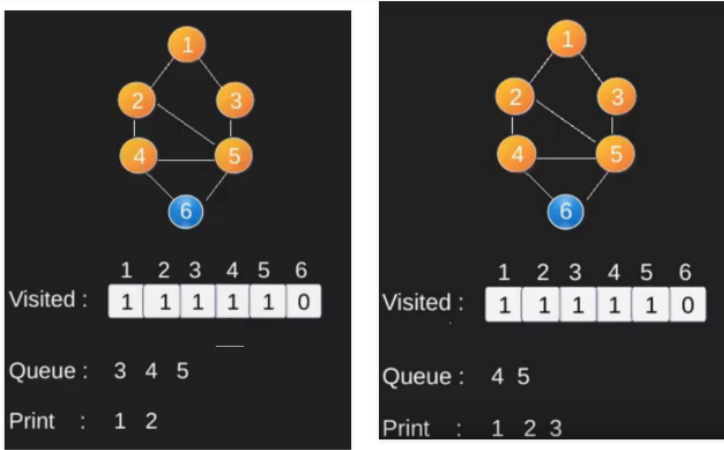 1
2 3
4 5
6
1 2 3 4 5 6
Visited : 1 1 1 1 1 0
Queue : 3 4 5
Print : 1 2
1
2 3
4 5
6
1 2 3 4 5 6
Visited : 1 1 1 1 1 0
Queue : 4 5
Print : 1 2 3